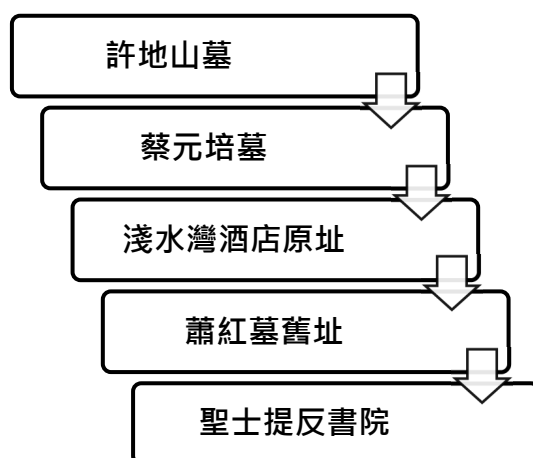 許地山墓
蔡元培墓
淺水灣酒店原址
蕭紅墓舊址
聖士提反書院